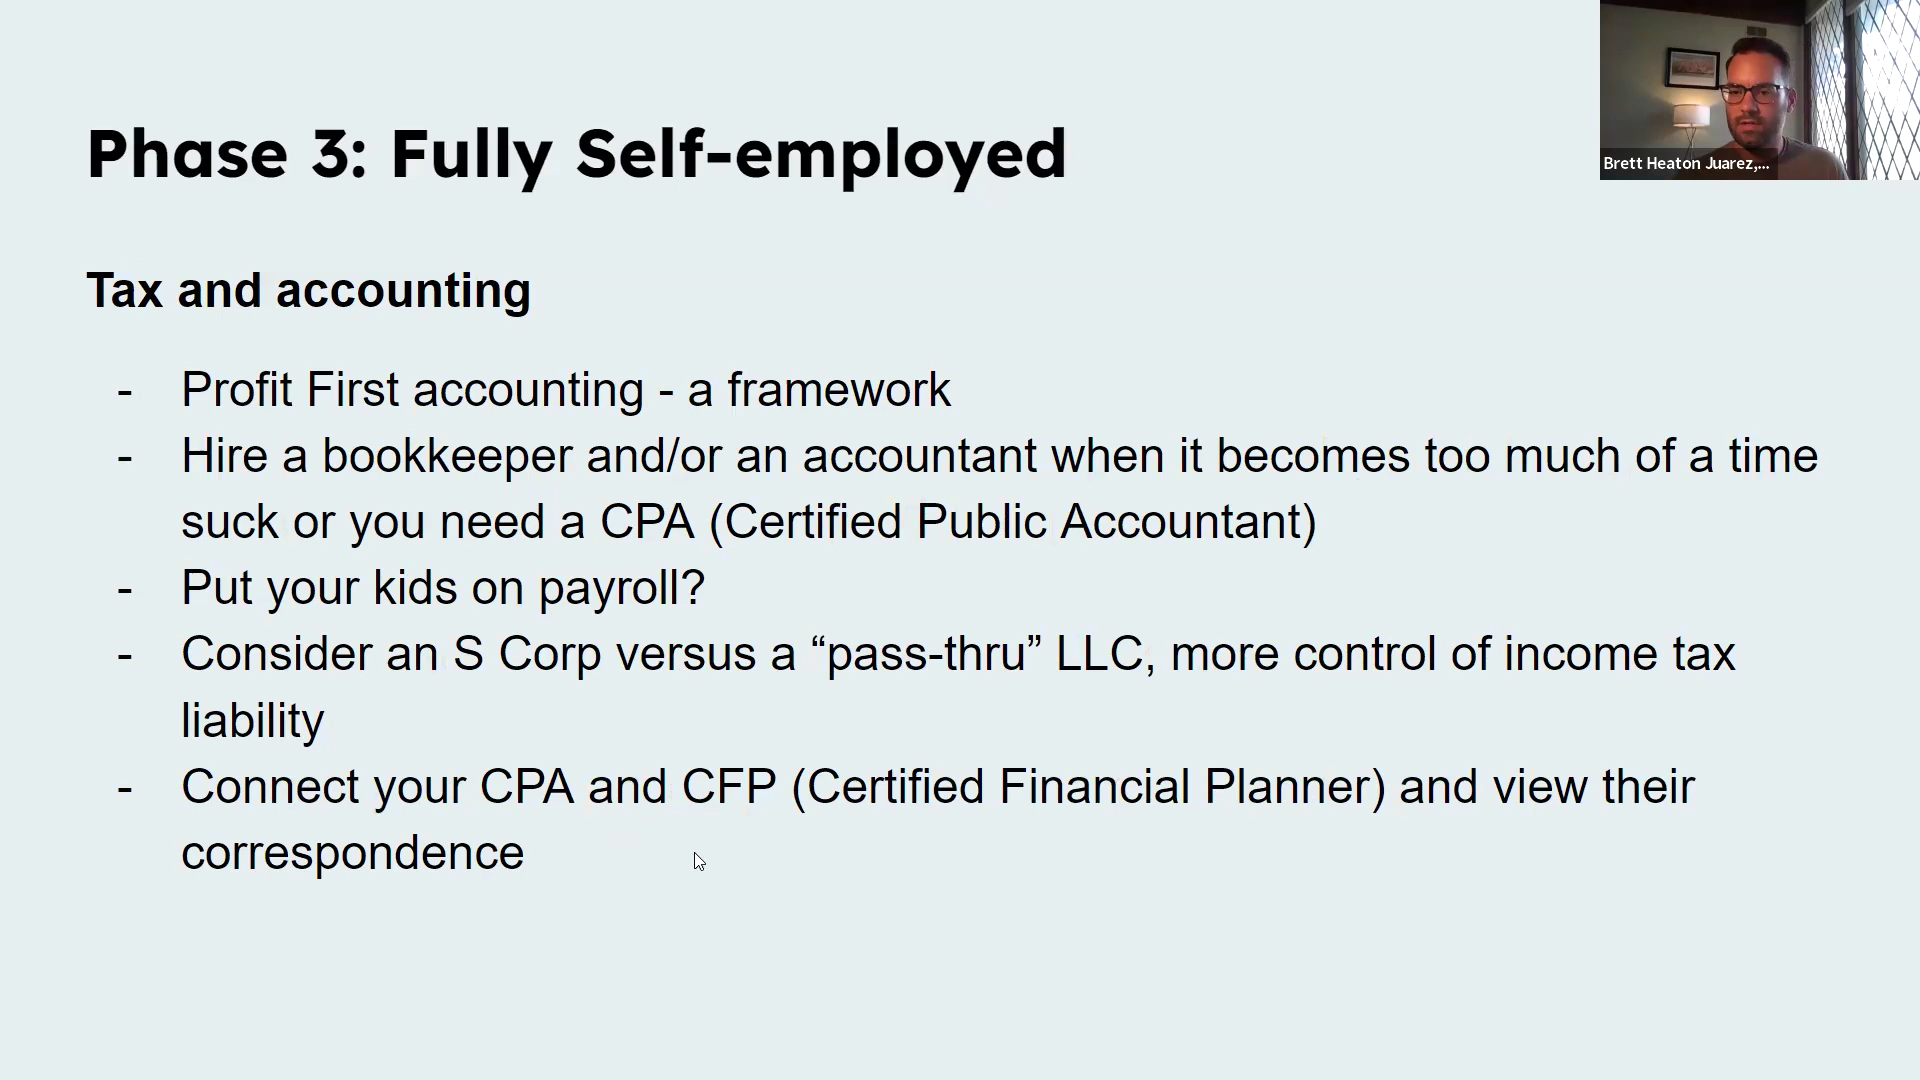 Phase 3: Fully Self-employed
Brett Heaton Juarez,...
Tax and accounting
- Profit First accounting - a framework
- Hire a bookkeeper and/or an accountant when it becomes too much of a time
suck or you need a CPA (Certified Public Accountant)
- Put your kids on payroll?
- Consider an S Corp versus a “pass-thru” LLC, more control of income tax
liability
- Connect your CPA and CFP (Certified Financial Planner) and view their
correspondence